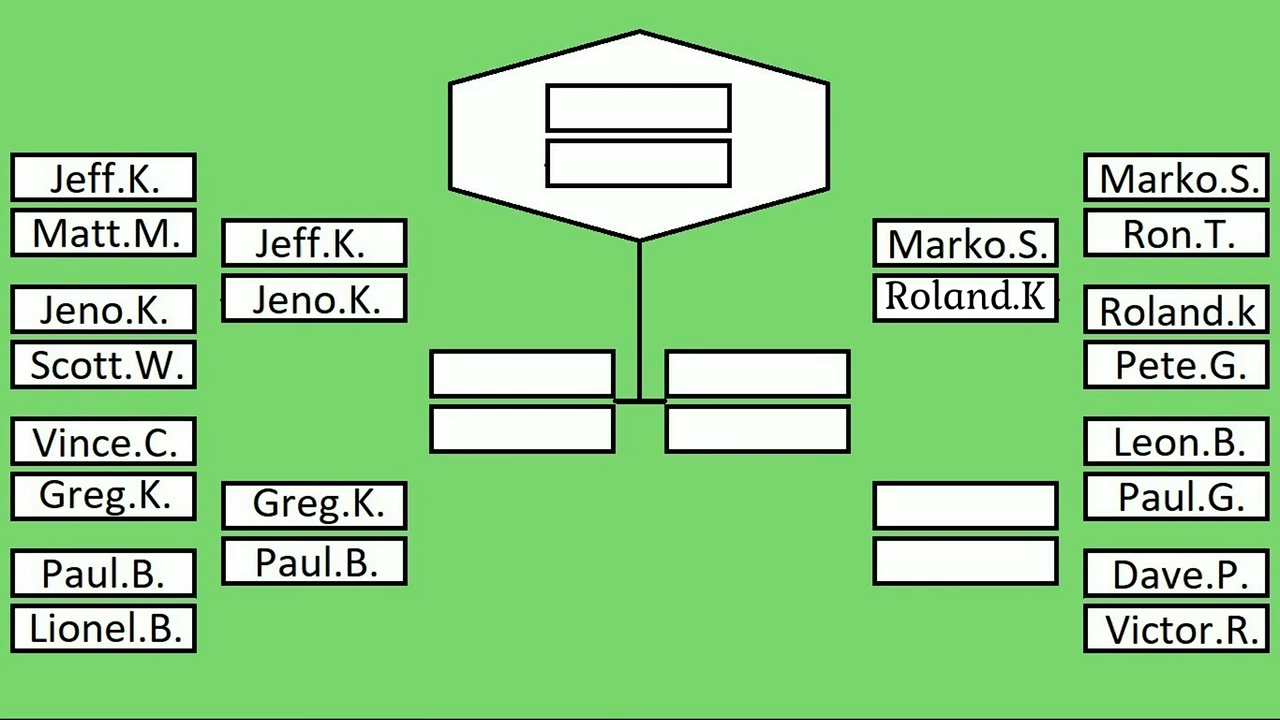 Jeff.K.
Matt.M.
Jeno.K.
Scott.W.
Vince.C.
Greg.K.
Paul.B.
Lionel.B.
Jeff.K.
Jeno.K.
Greg.K.
Paul.B.
Marko.S.
Roland.K
Marko.S.
Ron.T.
Roland.k
Pete.G.
Leon.B.
Paul.G.
Dave.P.
Victor.R.